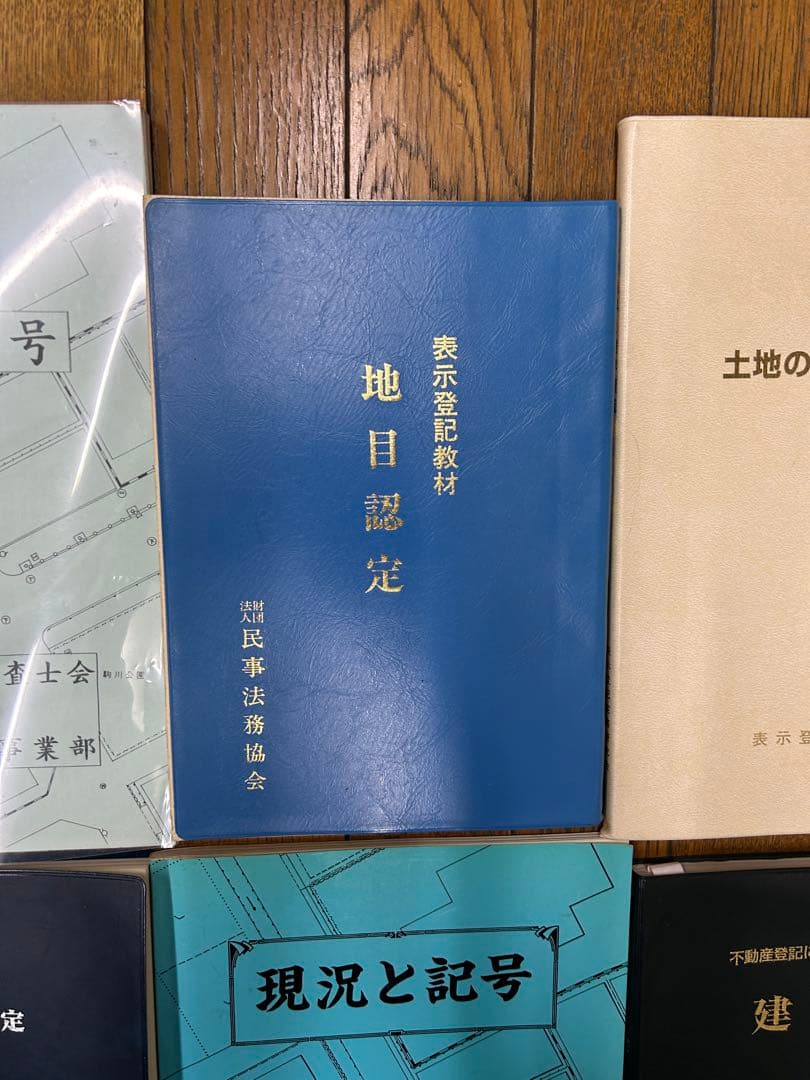 表示登記教材
地目認定
財団
法人
民事法務協会
号
査士会
駒川公園
事業部
土地の
表示登
現況と記号
定
不動産登記に
建